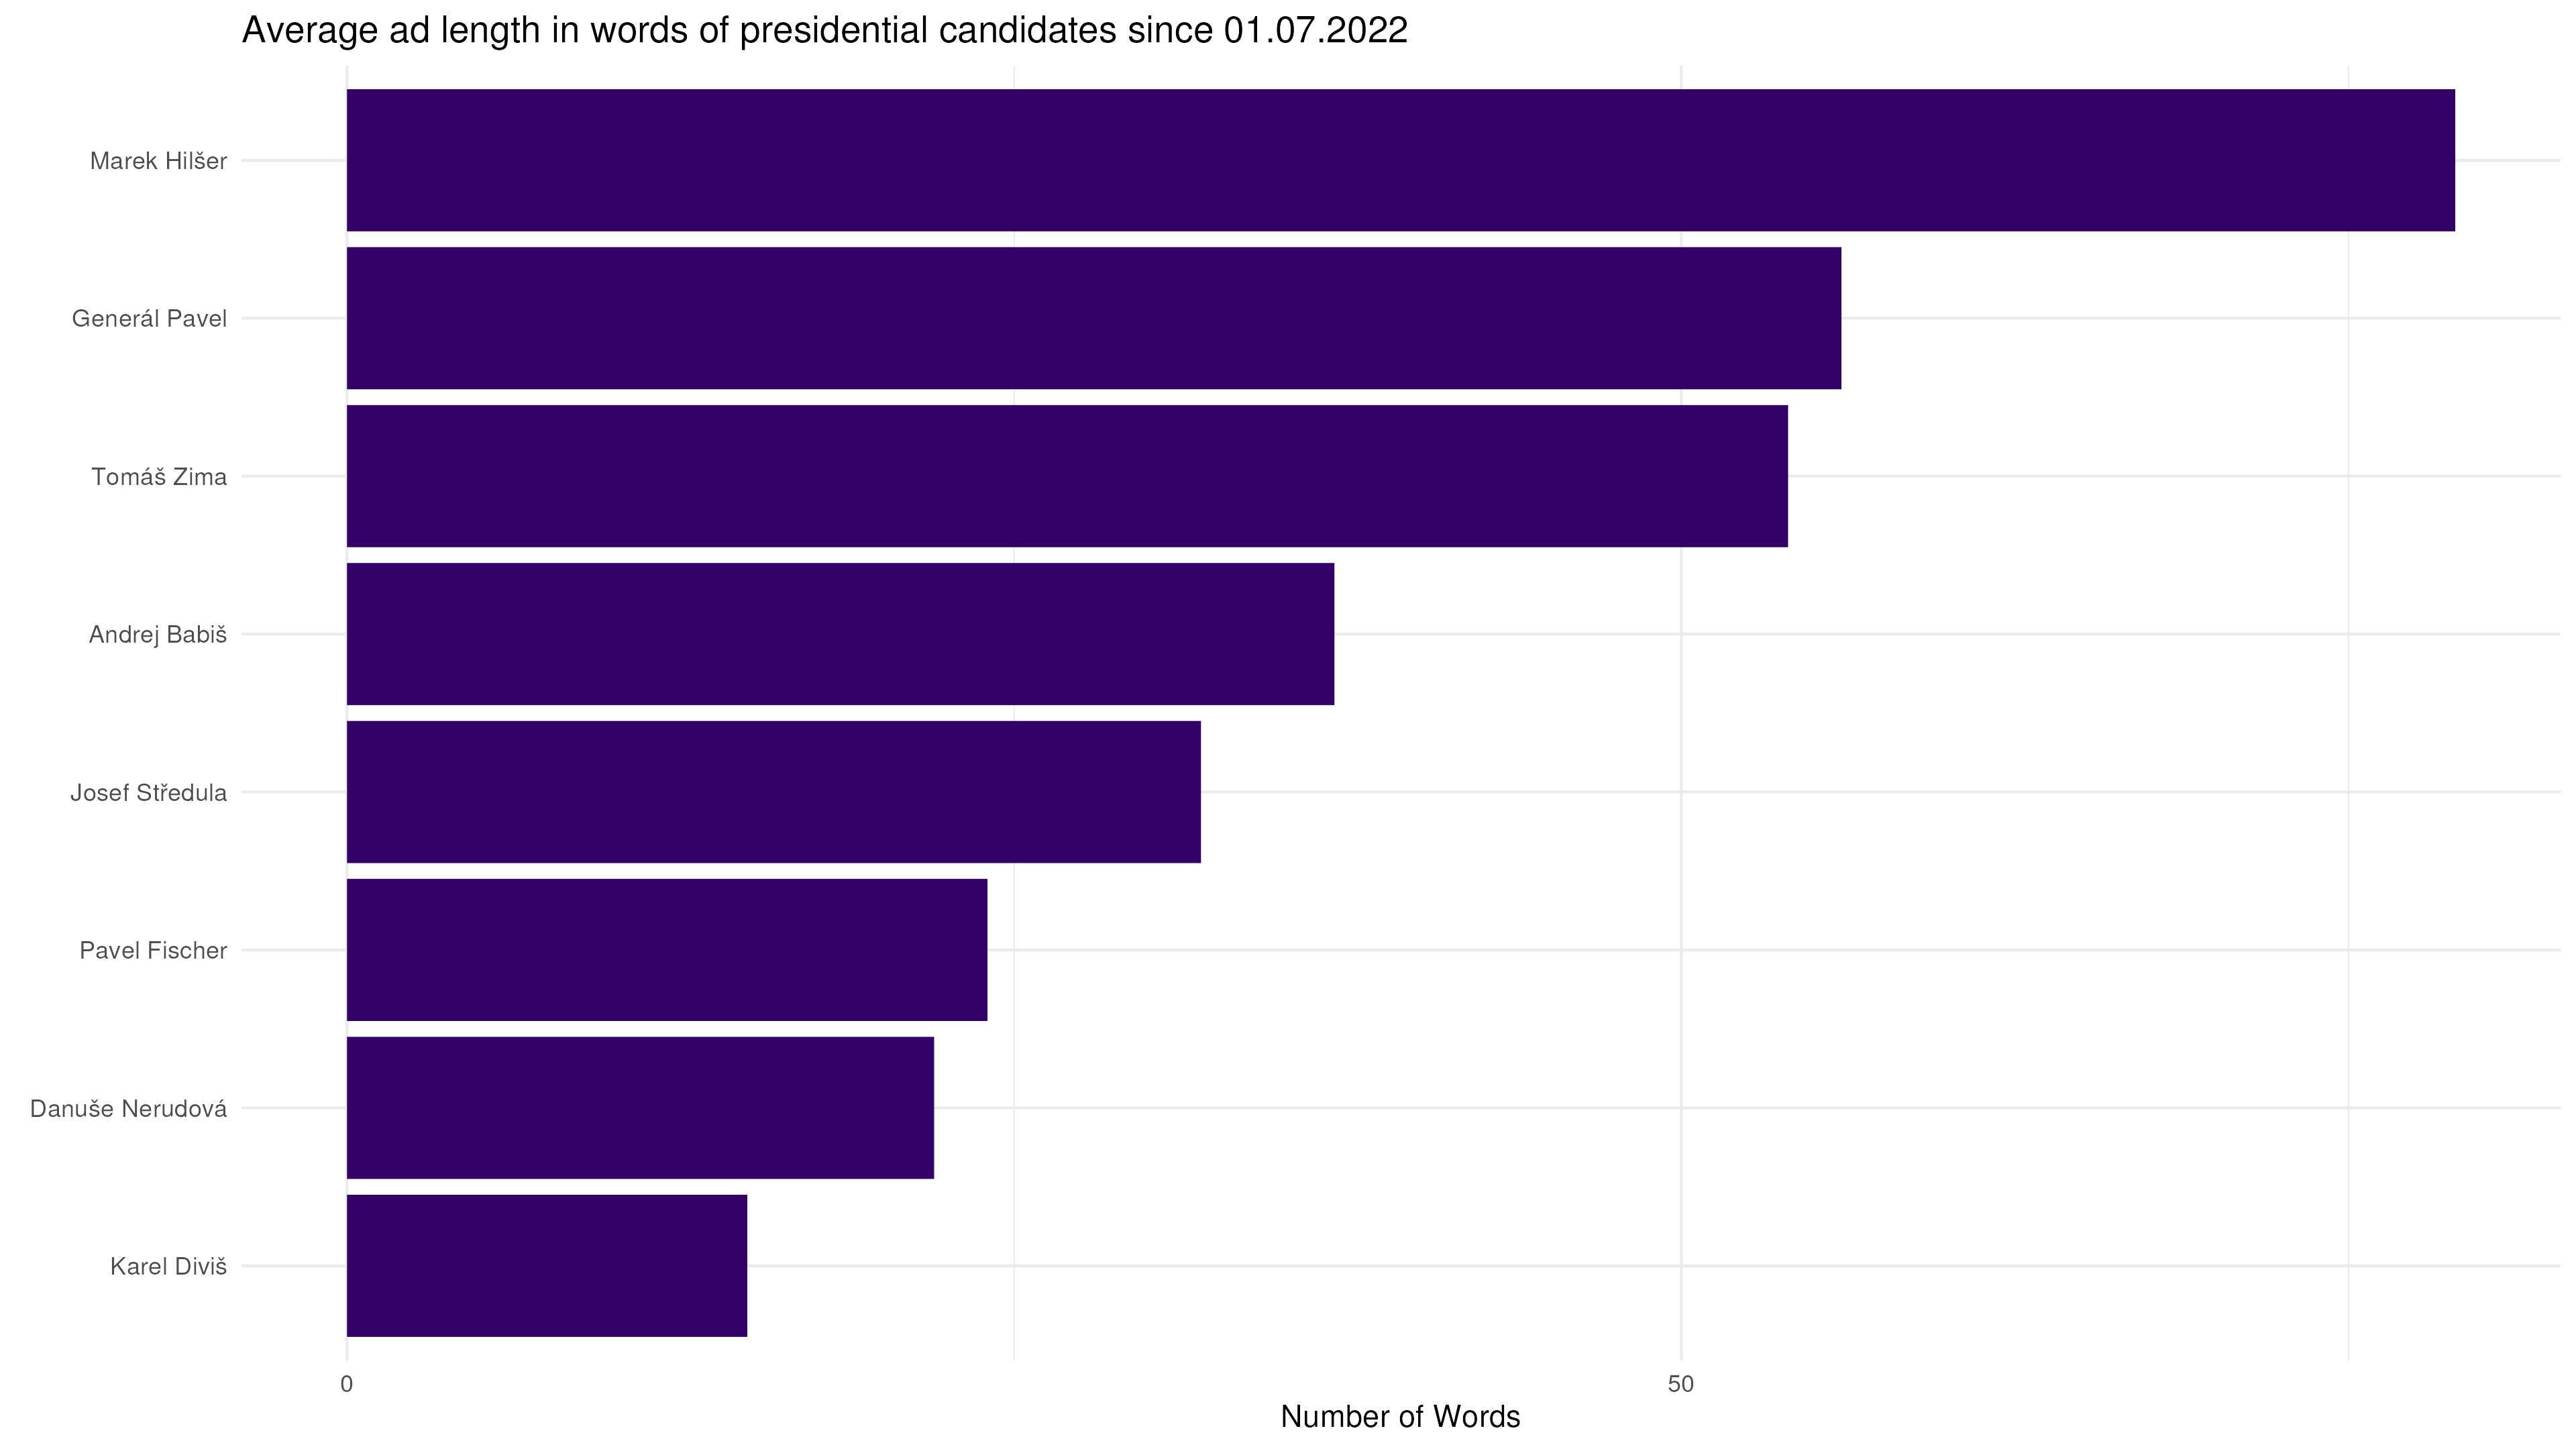 Average ad length in words of presidential candidates since 01.07.2022
Marek Hilšer
Generál Pavel
Tomáš Zima
Andrej Babiš
Josef Středula
Pavel Fischer
Danuše Nerudová
Karel Diviš
0
50
Number of Words